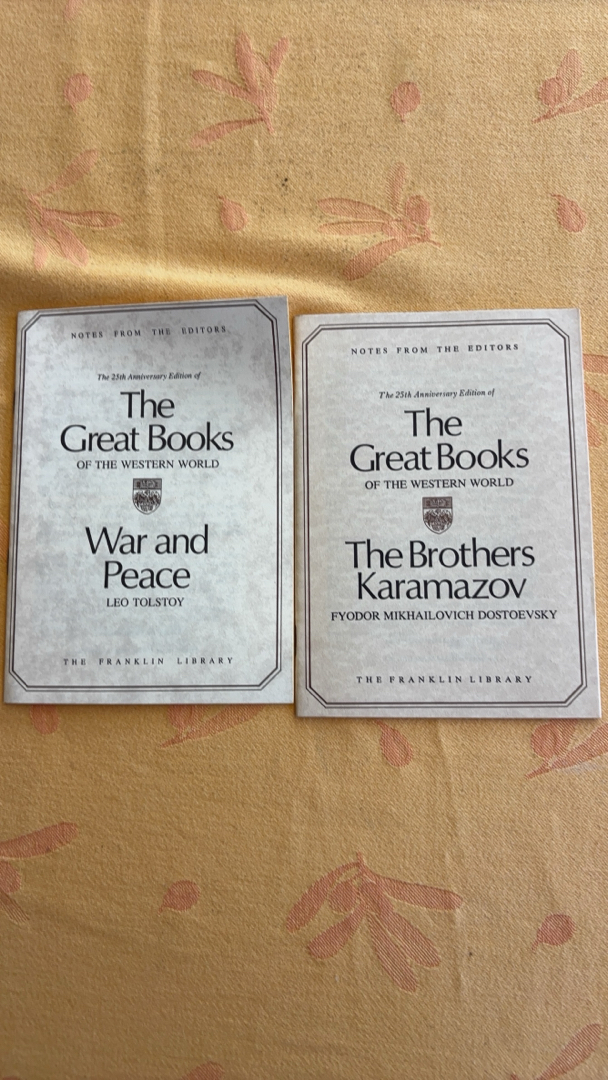 NOTES FROM THE EDITORS
The 25th Anniversary Edition of
The
Great Books
OF THE WESTERN WORLD
War and
Peace
LEO TOLSTOY
THE FRANKLIN LIBRARY
NOTES FROM THE EDITORS
The 25th Anniversary Edition of
The
Great Books
OF THE WESTERN WORLD
The Brothers
Karamazov
FYODOR MIKHAILOVICH DOSTOEVSKY
THE FRANKLIN LIBRARY